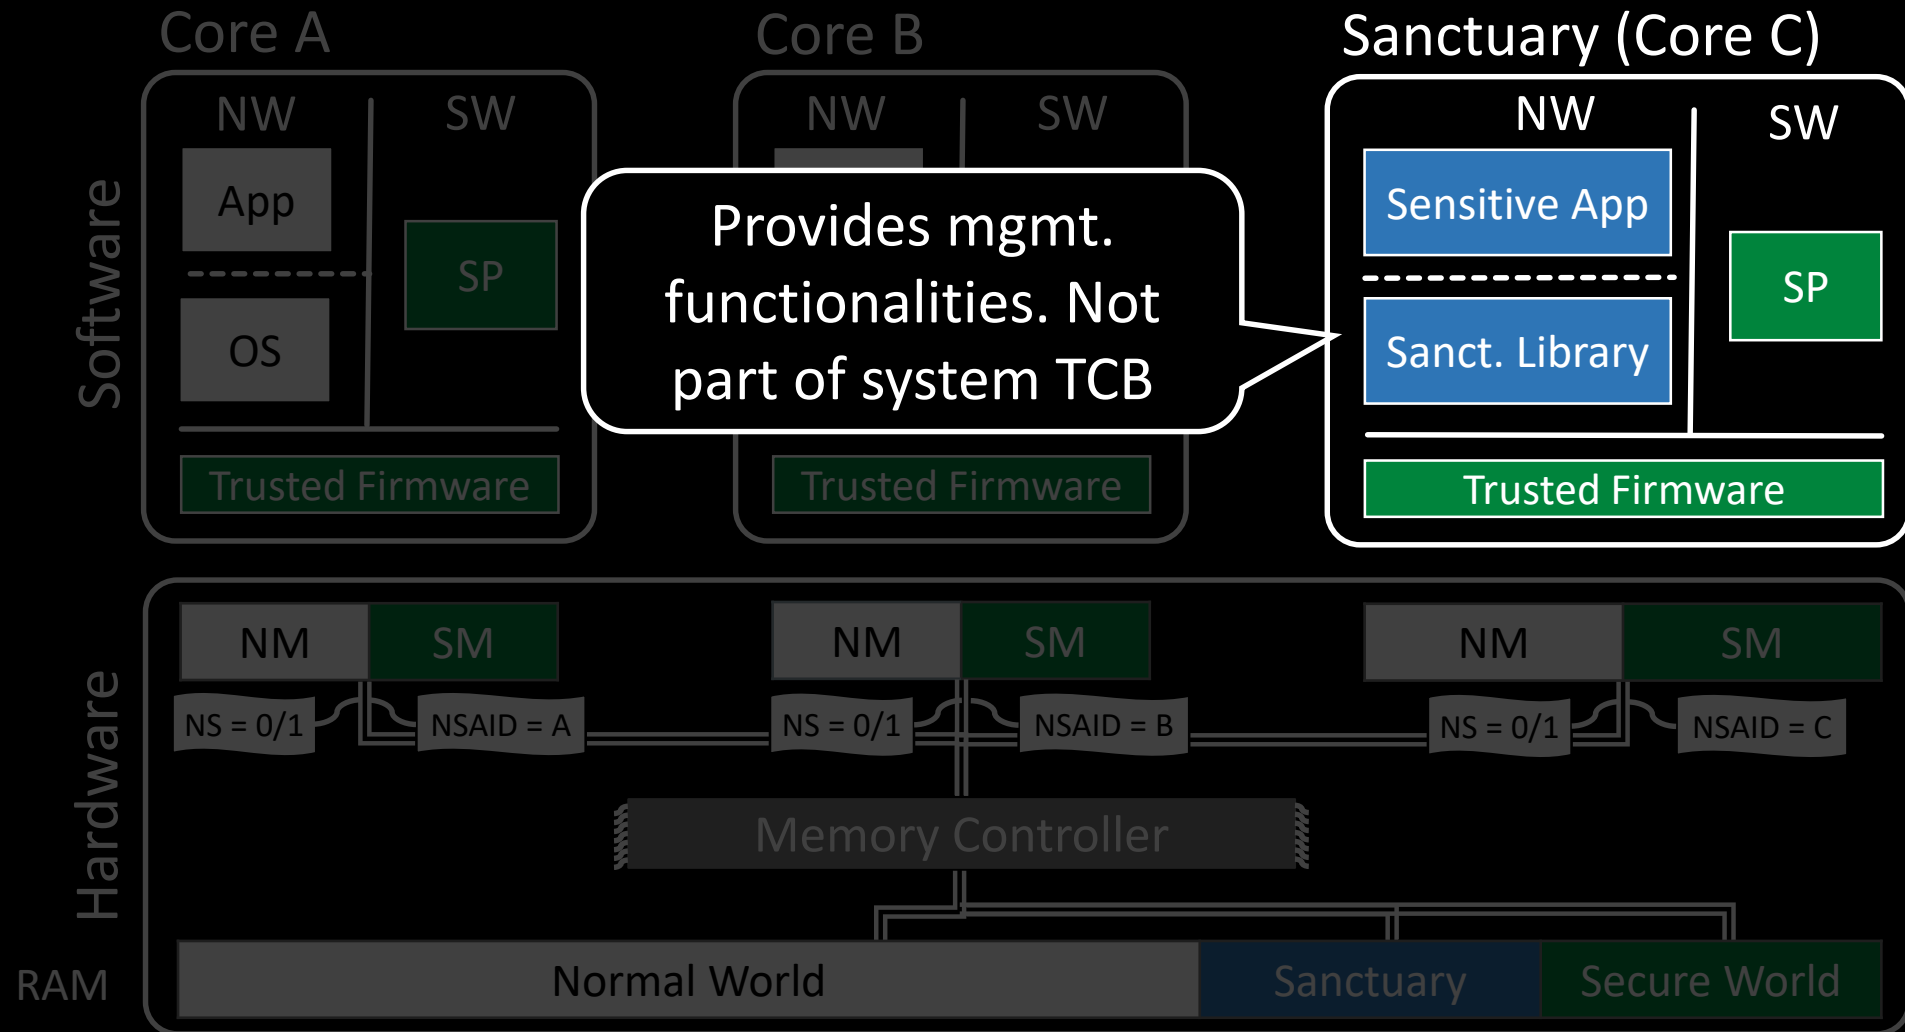 Core A
Core B
Sanctuary (Core C)
Software
NW
SW
App
OS
SP
Trusted Firmware
NW
SW
Trusted Firmware
Provides mgmt.
functionalities. Not
part of system TCB
NW
SW
Sensitive App
Sanct. Library
SP
Trusted Firmware
Hardware
NM
SM
NM
SM
NM
SM
NS = 0/1
NSAID = A
NS = 0/1
NSAID = B
NS = 0/1
NSAID = C
Memory Controller
RAM
Normal World
Sanctuary
Secure World